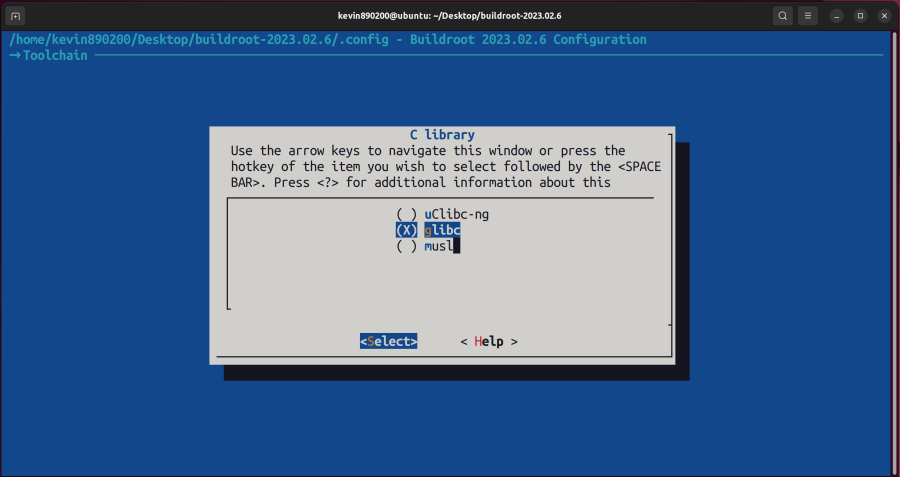 kevin890200@ubuntu: ~/Desktop/buildroot-2023.02.6
/home/kevin890200/Desktop/buildroot-2023.02.6/.config - Buildroot 2023.02.6 Configuration
→ Toolchain
C library
Use the arrow keys to navigate this window or press the
hotkey of the item you wish to select followed by the <SPACE
BAR>. Press <?> for additional information about this
( ) uClibc-ng
(X) glibc
( ) musl
<Select> < Help >